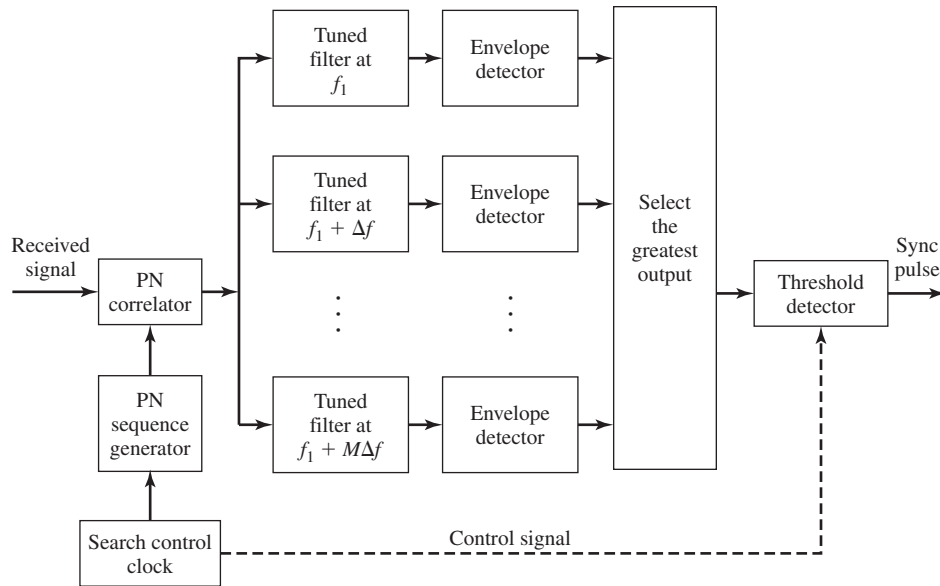 Tuned
filter at
f₁
Envelope
detector
Tuned
filter at
f₁ + Δf
Envelope
detector
Select
the
greatest
output
Received
signal
PN
correlator
Threshold
detector
Sync
pulse
PN
sequence
generator
Tuned
filter at
f₁ + MΔf
Envelope
detector
Search control
clock
Control signal